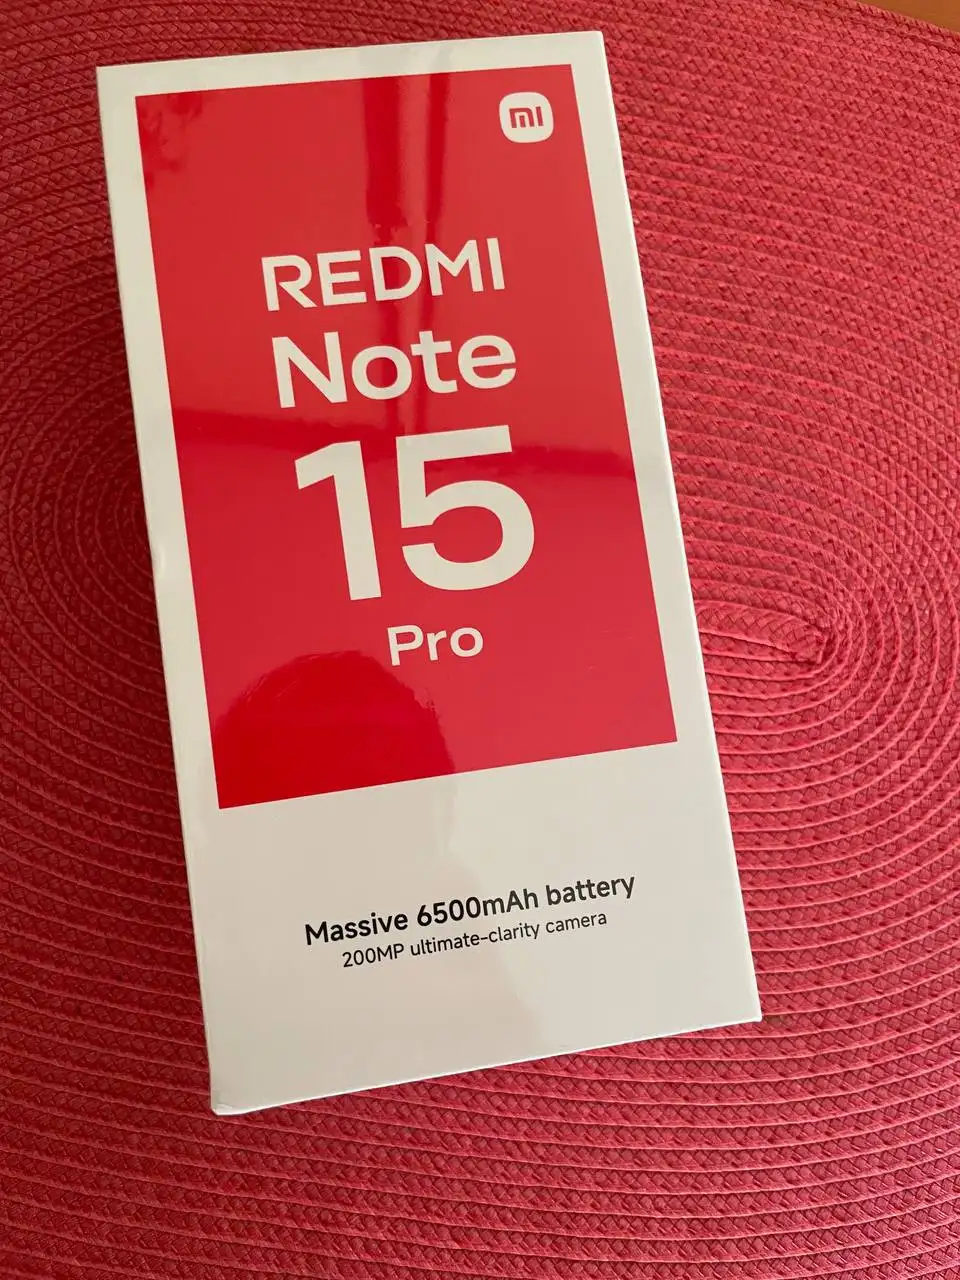 mi
REDMI
Note
15
Pro
Massive 6500mAh battery
200MP ultimate-clarity camera